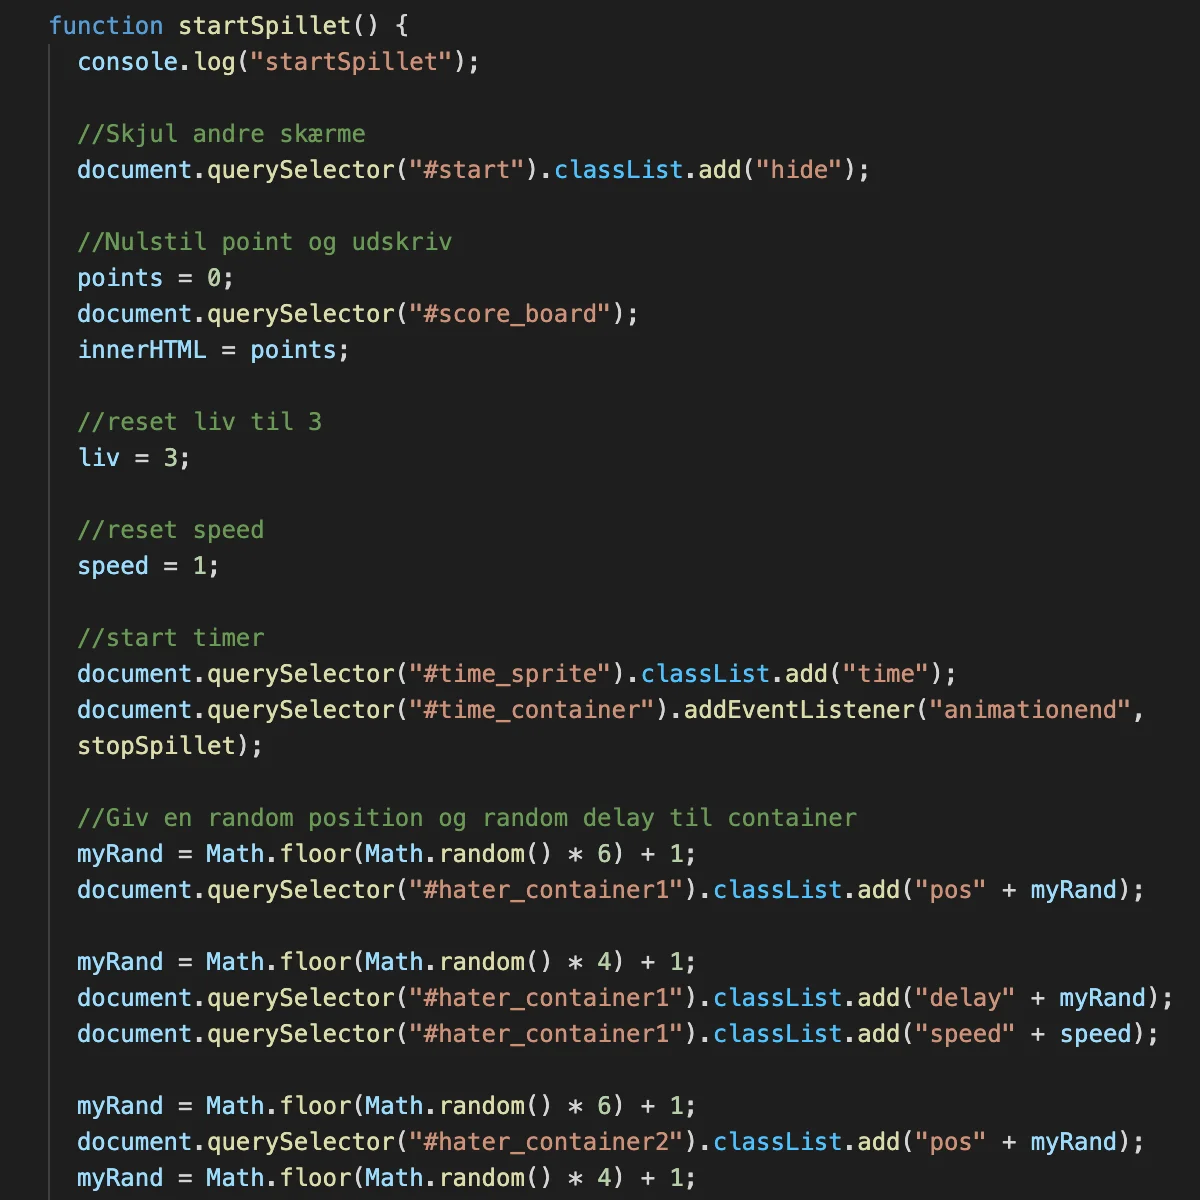 function startSpillet() {
console.log("startSpillet");
//Skjul andre skærme
document.querySelector("#start").classList.add("hide");
//Nulstil point og udskriv
points = 0;
document.querySelector("#score_board");
innerHTML = points;
//reset liv til 3
liv = 3;
//reset speed
speed = 1;
//start timer
document.querySelector("#time_sprite").classList.add("time");
document.querySelector("#time_container").addEventListener("animationend",
stopSpillet);
//Giv en random position og random delay til container
myRand = Math.floor(Math.random() * 6) + 1;
document.querySelector("#hater_container1").classList.add("pos" + myRand);
myRand = Math.floor(Math.random() * 4) + 1;
document.querySelector("#hater_container1").classList.add("delay" + myRand);
document.querySelector("#hater_container1").classList.add("speed" + speed);
myRand = Math.floor(Math.random() * 6) + 1;
document.querySelector("#hater_container2").classList.add("pos" + myRand);
myRand = Math.floor(Math.random() * 4) + 1;